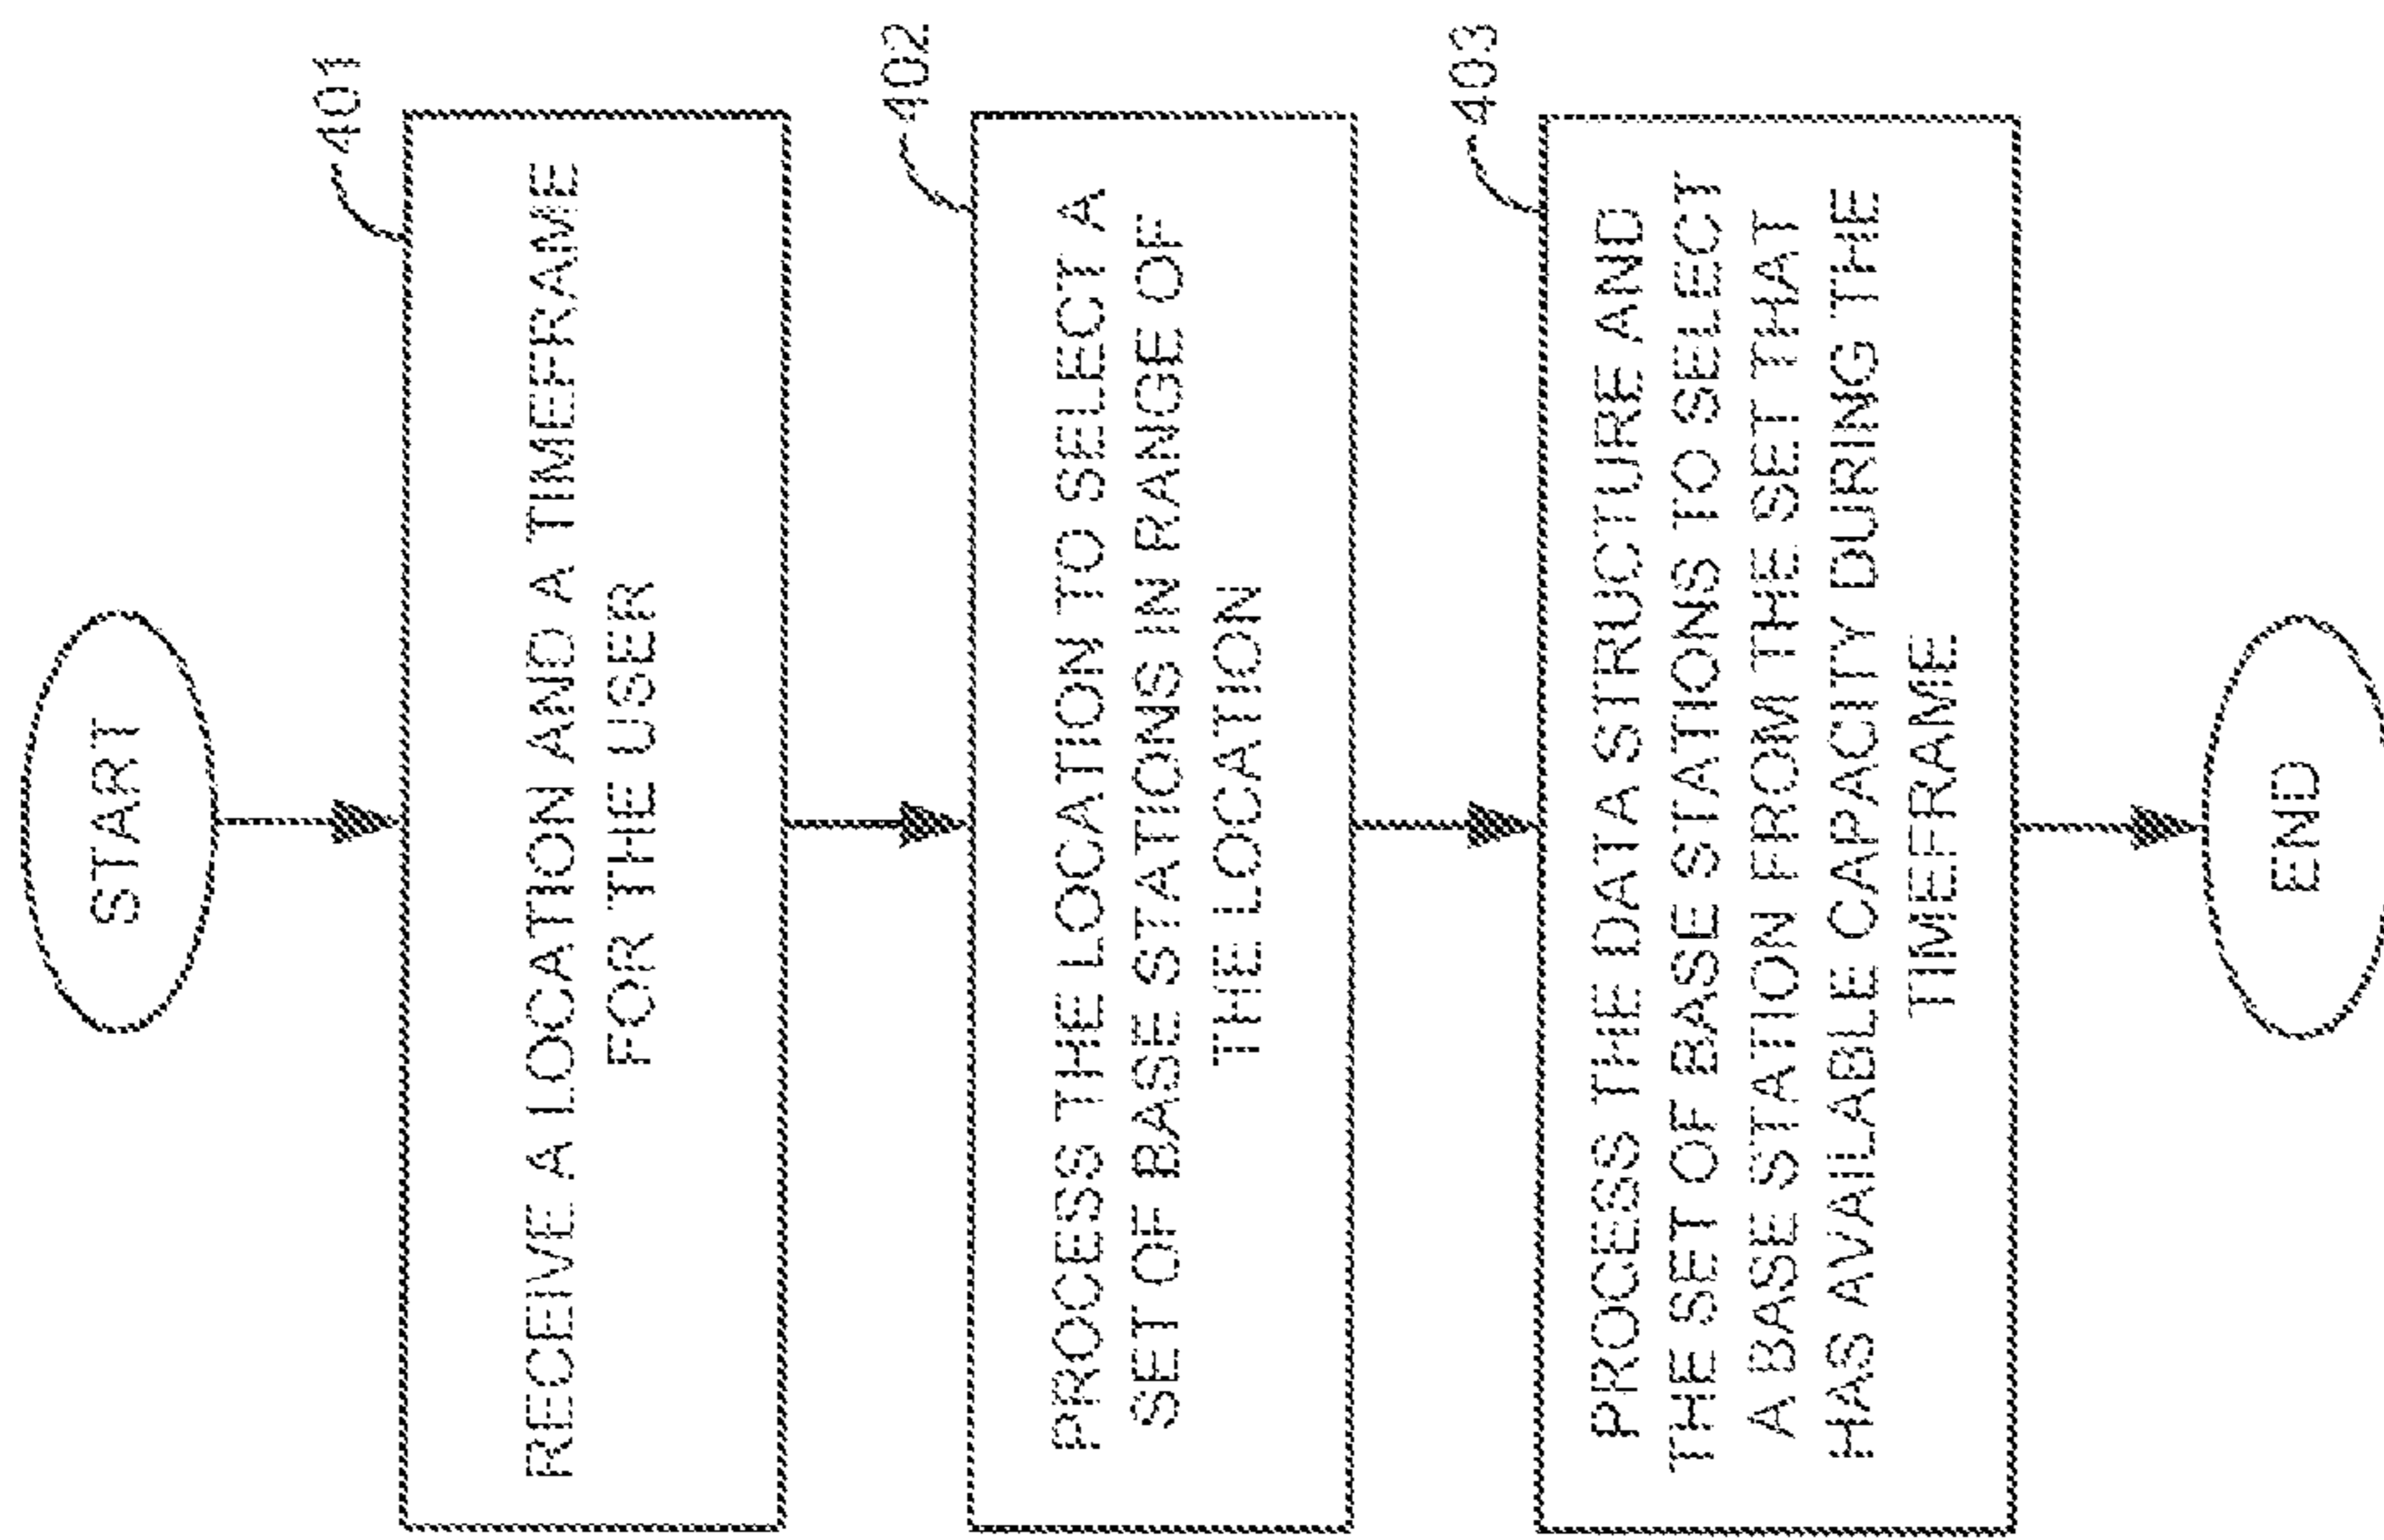 START
401
RECEIVE A LOCATION AND A TIMEFRAME
FOR THE USER
402
PROCESS THE LOCATION TO SELECT A
SET OF BASE STATIONS IN RANGE OF
THE LOCATION
403
PROCESS THE DATA STRUCTURE AND
THE SET OF BASE STATIONS TO SELECT
A BASE STATION FROM THE SET THAT
HAS AVAILABLE CAPACITY DURING THE
TIMEFRAME
END